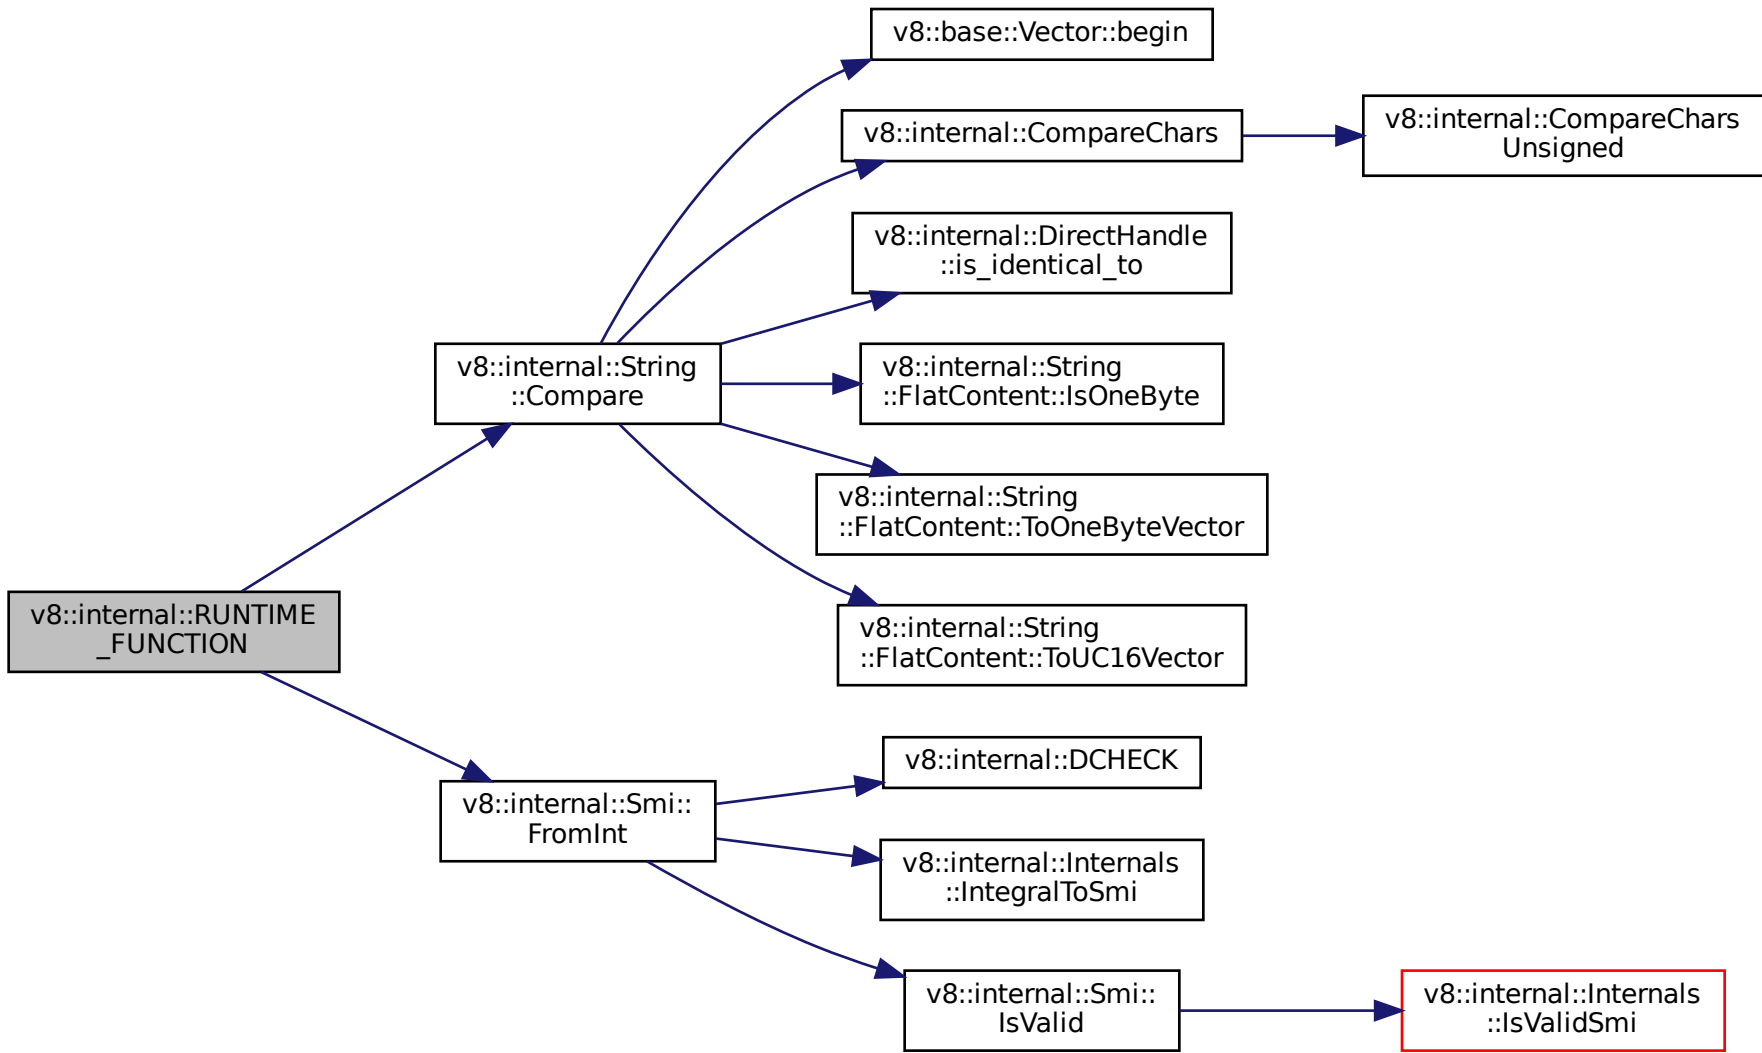 v8::base::Vector::begin
v8::internal::CompareChars
v8::internal::CompareChars
Unsigned
v8::internal::DirectHandle
::is_identical_to
v8::internal::String
::Compare
v8::internal::String
::FlatContent::IsOneByte
v8::internal::String
::FlatContent::ToOneByteVector
v8::internal::RUNTIME
_FUNCTION
v8::internal::String
::FlatContent::ToUC16Vector
v8::internal::DCHECK
v8::internal::Smi::
FromInt
v8::internal::Internals
::IntegralToSmi
v8::internal::Smi::
IsValid
v8::internal::Internals
::IsValidSmi